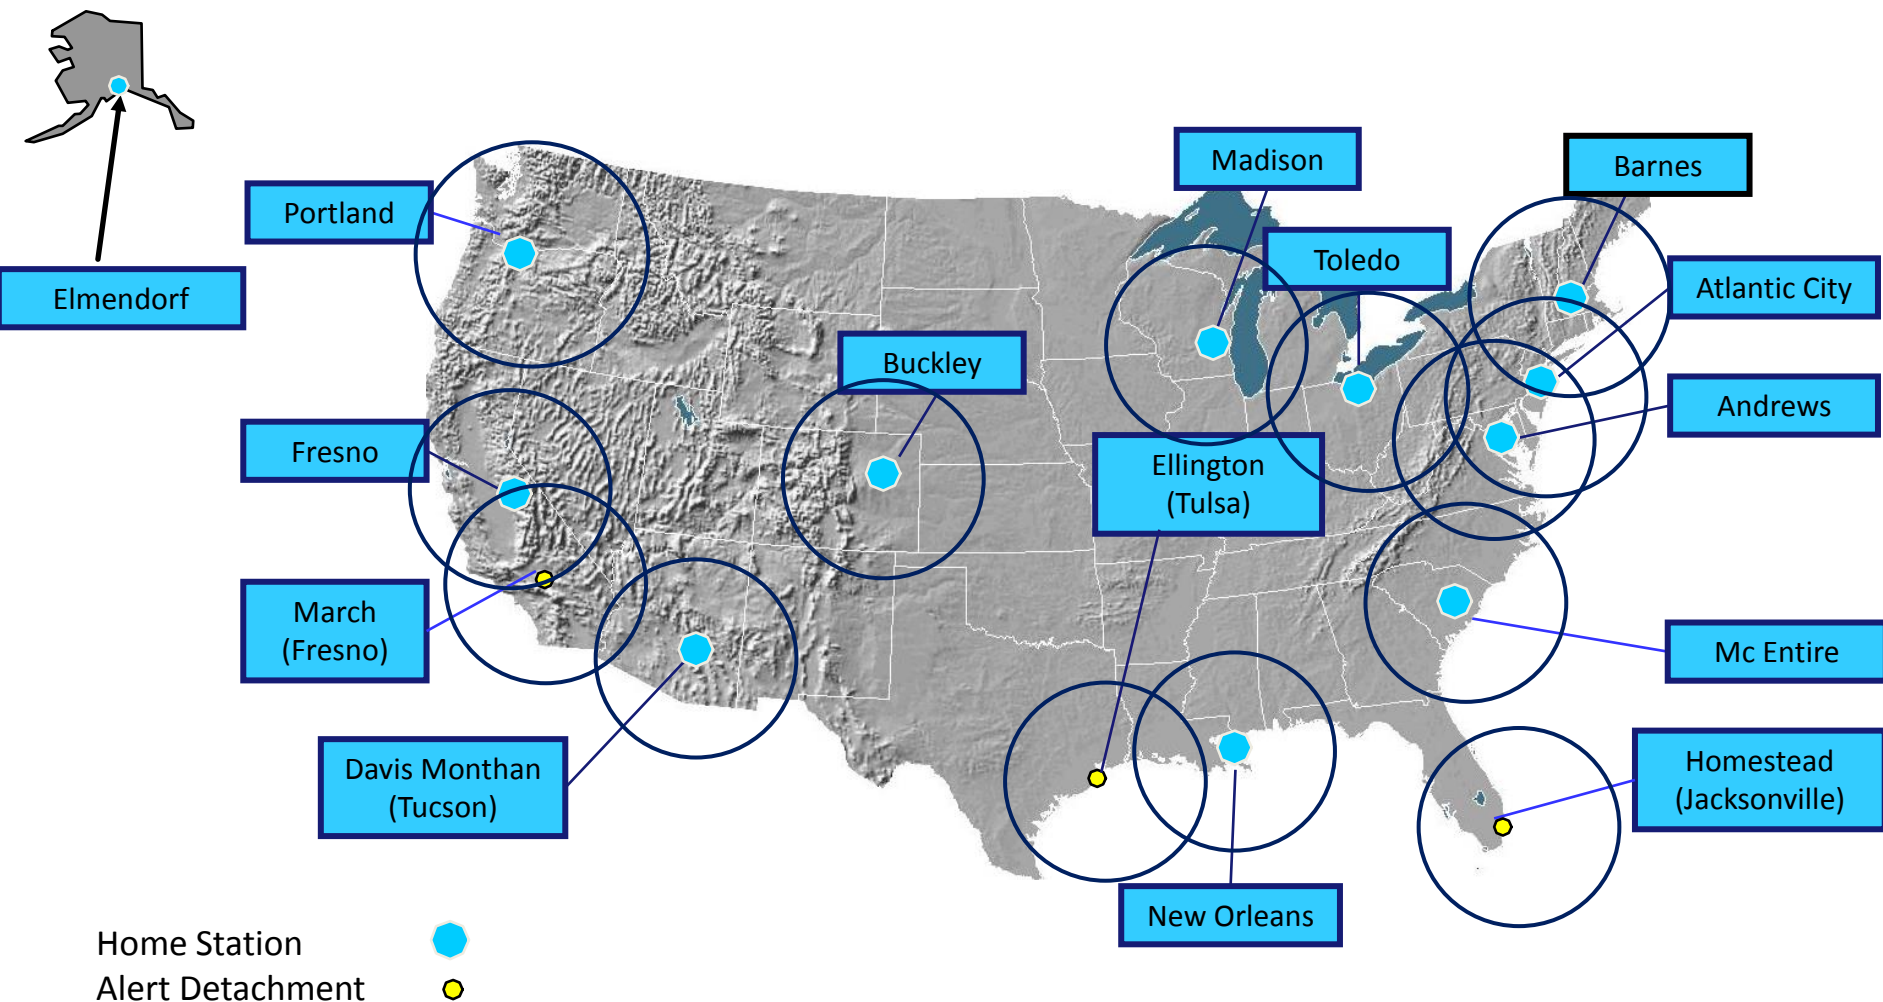 Madison
Barnes
Portland
Toledo
Elmendorf
Atlantic City
Buckley
Andrews
Fresno
Ellington
(Tulsa)
March
(Fresno)
Mc Entire
Davis Monthan
(Tucson)
Homestead
(Jacksonville)
New Orleans
Home Station
Alert Detachment